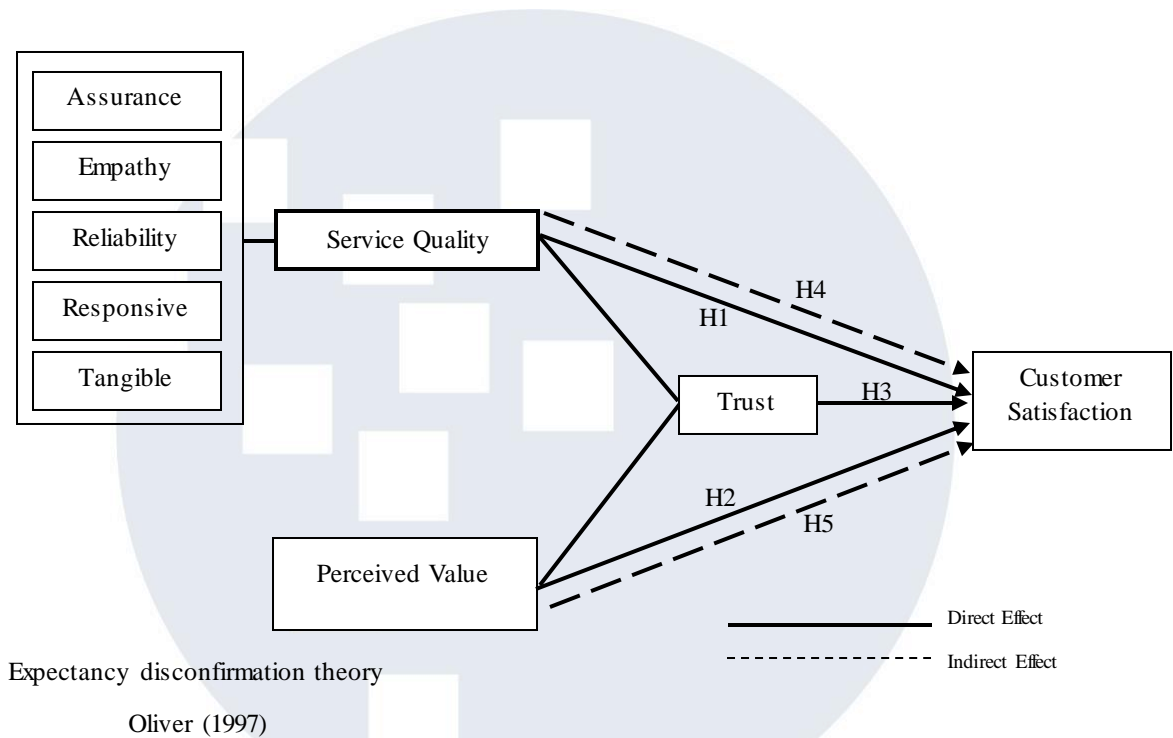 Assurance
Empathy
Reliability
Responsive
Tangible
Service Quality
H4
H1
Trust
H3
Customer
Satisfaction
H2
H5
Perceived Value
Direct Effect
Indirect Effect
Expectancy disconfirmation theory
Oliver (1997)